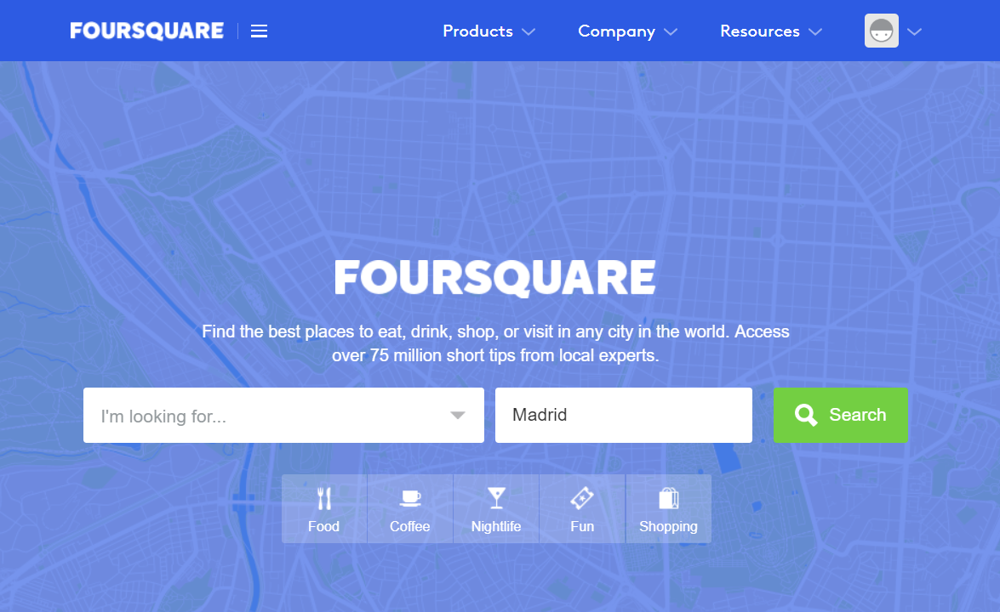 FOURSQUARE
Products
Company
Resources
FOURSQUARE
Find the best places to eat, drink, shop, or visit in any city in the world. Access
over 75 million short tips from local experts.
I'm looking for...
Madrid
Search
Food
Coffee
Nightlife
Fun
Shopping